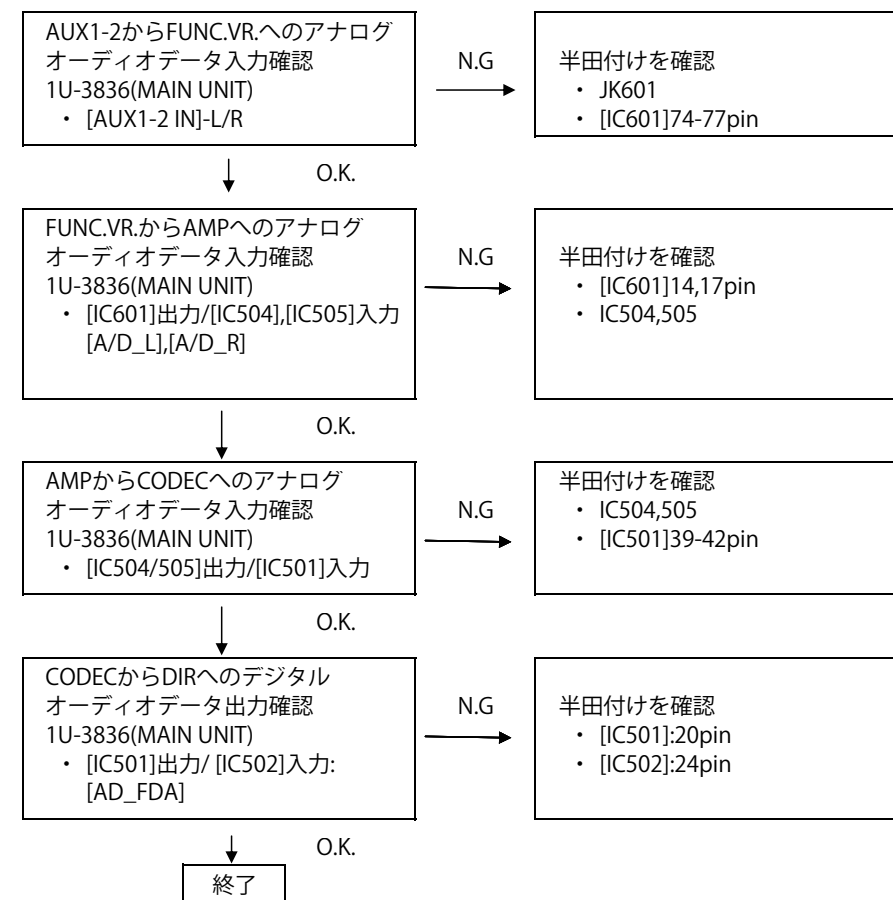 AUX1-2からFUNC.VR.へのアナログ
オーディオデータ入力確認
1U-3836(MAIN UNIT)
・ [AUX1-2 IN]-L/R
N.G
半田付けを確認
・ JK601
・ [IC601]74-77pin
O.K.
FUNC.VR.からAMPへのアナログ
オーディオデータ入力確認
1U-3836(MAIN UNIT)
・ [IC601]出力/[IC504],[IC505]入力
[A/D_L],[A/D_R]
N.G
半田付けを確認
・ [IC601]14,17pin
・ IC504,505
O.K.
AMPからCODECへのアナログ
オーディオデータ入力確認
1U-3836(MAIN UNIT)
・ [IC504/505]出力/[IC501]入力
N.G
半田付けを確認
・ IC504,505
・ [IC501]39-42pin
O.K.
CODECからDIRへのデジタル
オーディオデータ出力確認
1U-3836(MAIN UNIT)
・ [IC501]出力/ [IC502]入力:
[AD_FDA]
N.G
半田付けを確認
・ [IC501]:20pin
・ [IC502]:24pin
O.K.
終了